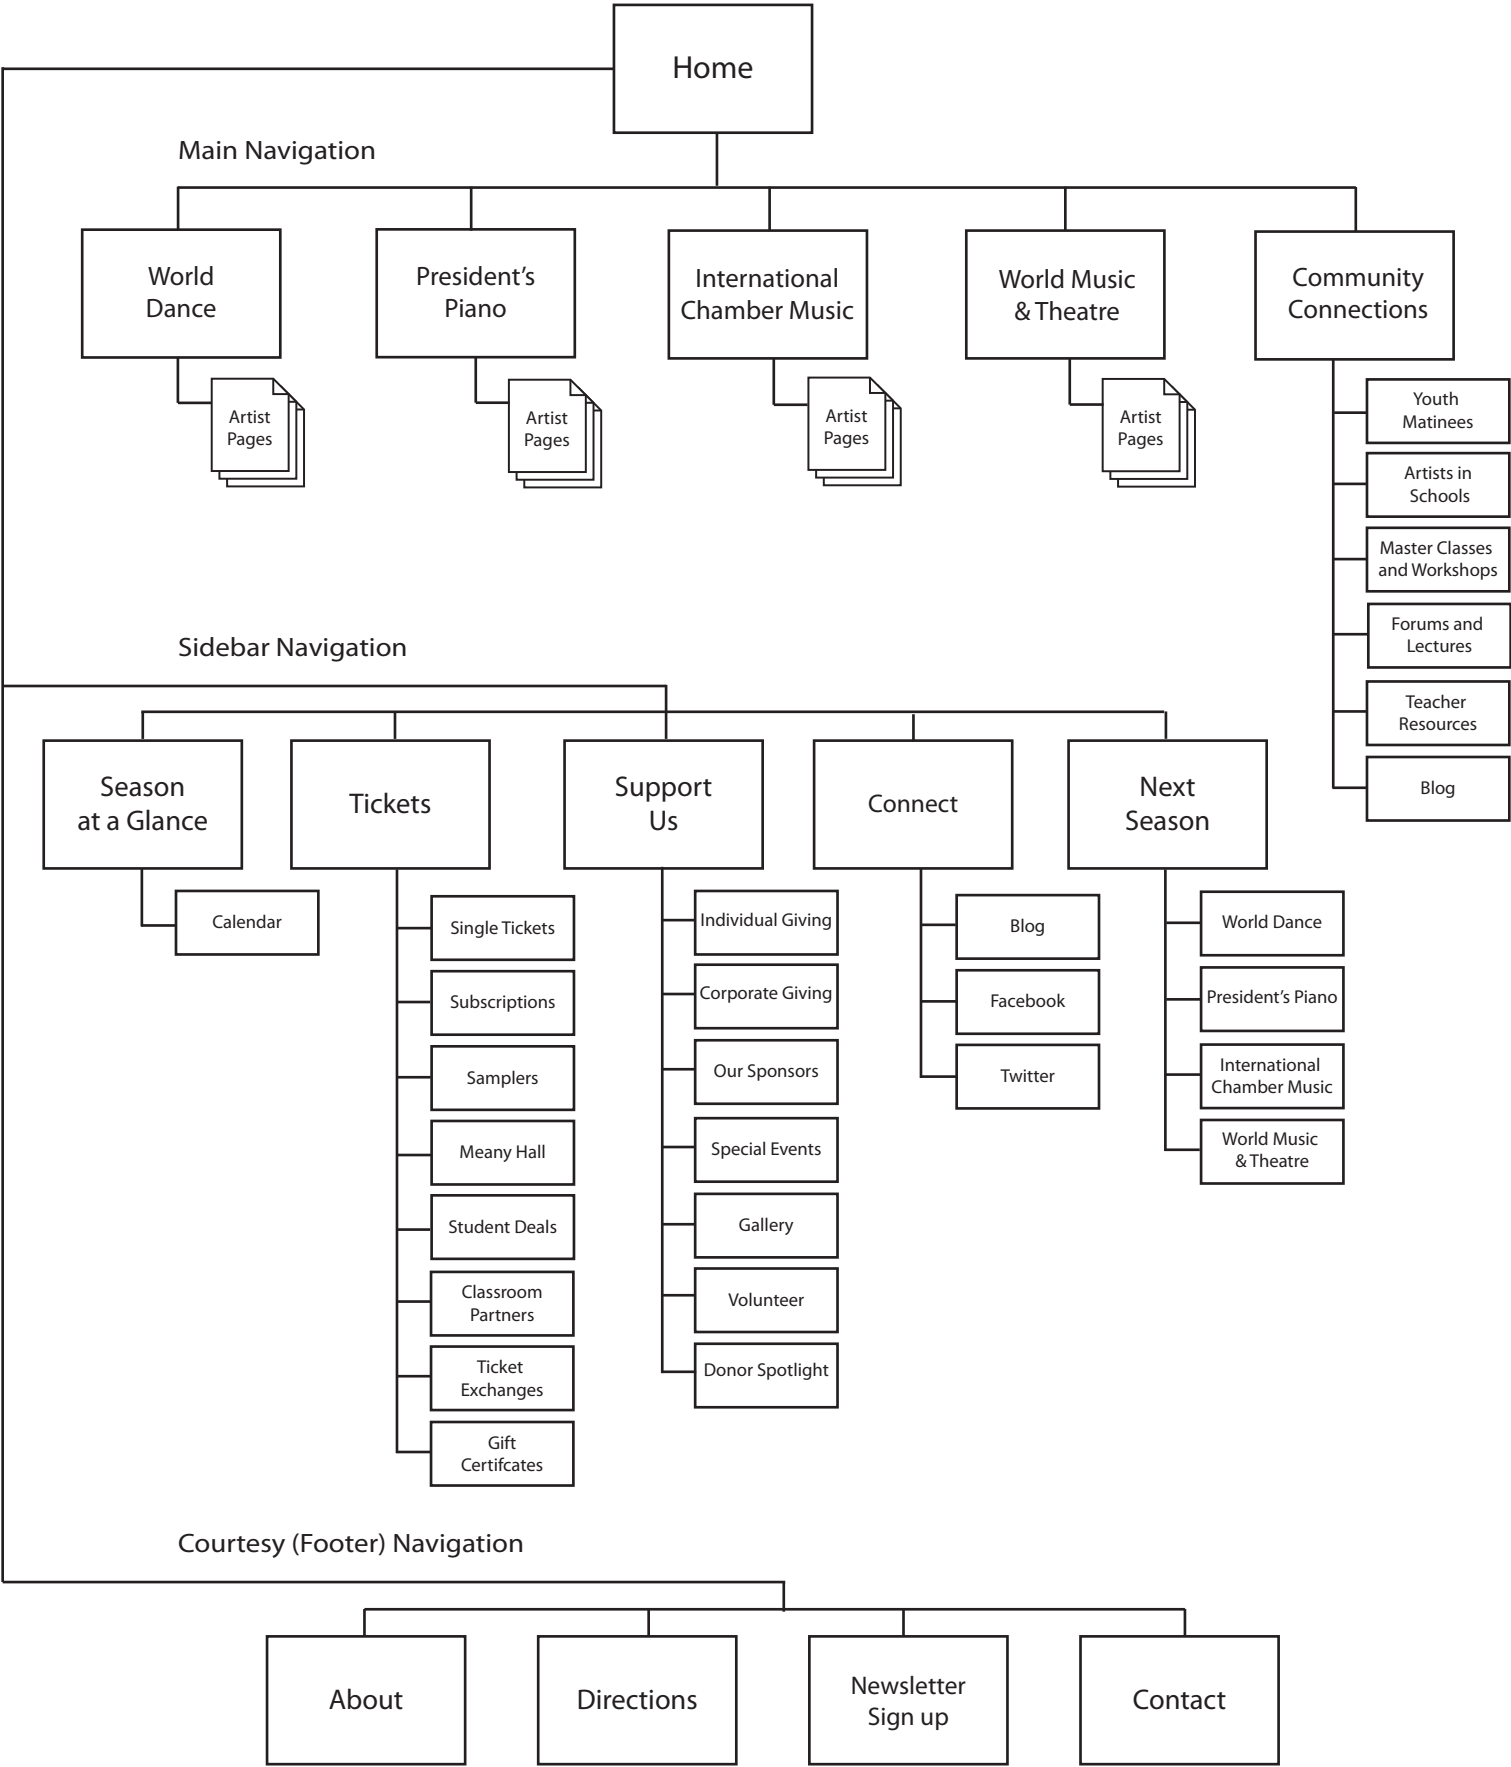 Home
Main Navigation
World
Dance
President’s
Piano
International
Chamber Music
World Music
& Theatre
Community
Connections
Artist
Pages
Artist
Pages
Artist
Pages
Artist
Pages
Youth
Matinees
Artists in
Schools
Master Classes
and Workshops
Forums and
Lectures
Teacher
Resources
Blog
Sidebar Navigation
Season
at a Glance
Tickets
Support
Us
Connect
Next
Season
Calendar
Single Tickets
Subscriptions
Samplers
Meany Hall
Student Deals
Classroom
Partners
Ticket
Exchanges
Gift
Certifcates
Individual Giving
Corporate Giving
Our Sponsors
Special Events
Gallery
Volunteer
Donor Spotlight
Blog
Facebook
Twitter
World Dance
President’s Piano
International
Chamber Music
World Music
& Theatre
Courtesy (Footer) Navigation
About
Directions
Newsletter
Sign up
Contact